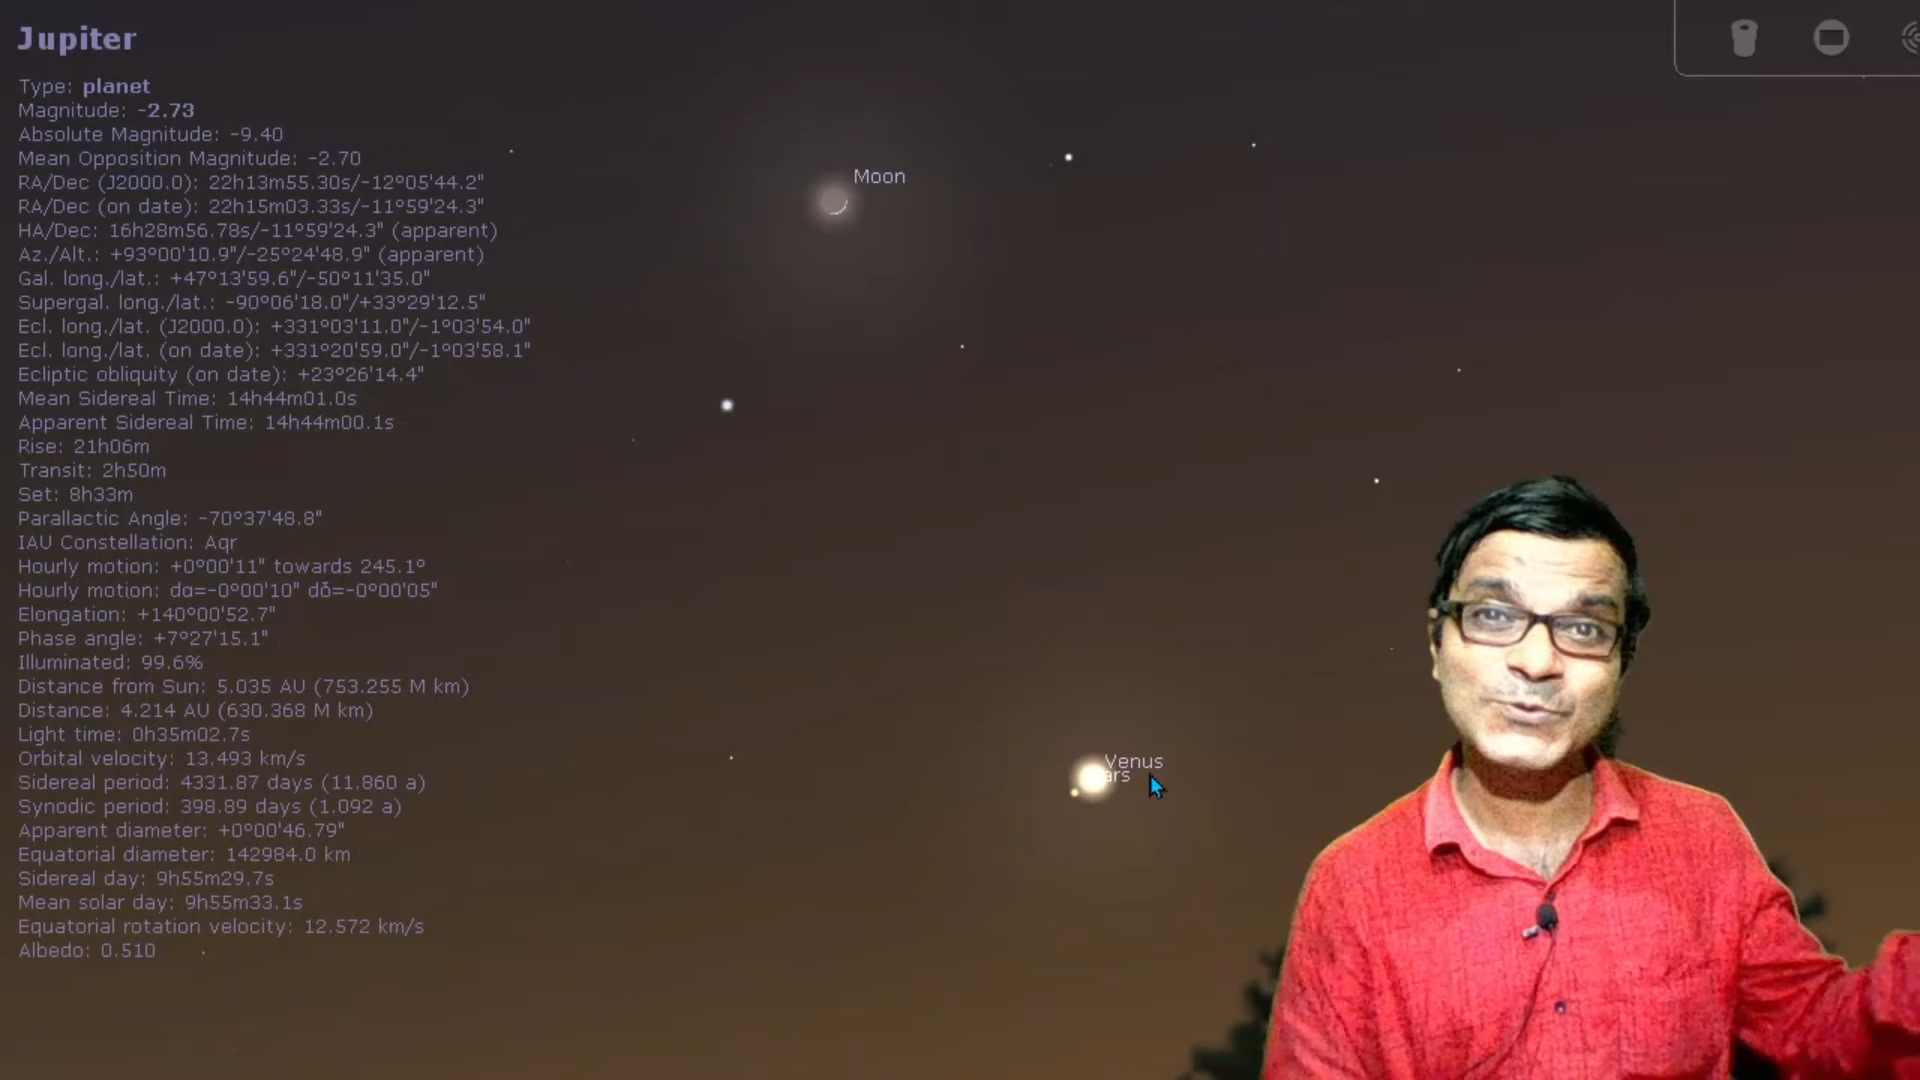 Jupiter
Type: planet
Magnitude: -2.73
Absolute Magnitude: -9.40
Mean Opposition Magnitude: -2.70
RA/Dec (J2000.0): 22h13m55.30s/-12°05'44.2"
RA/Dec (on date): 22h15m03.33s/-11°59'24.3"
HA/Dec: 16h28m56.78s/-11°59'24.3" (apparent)
Az./Alt.: +93°00'10.9"/-25°24'48.9" (apparent)
Gal. long./lat.: +47°13'59.6"/-50°11'35.0"
Supergal. long./lat.: -90°06'18.0"/+33°29'12.5"
Ecl. long./lat. (J2000.0): +331°03'11.0"/-1°03'54.0"
Ecl. long./lat. (on date): +331°20'59.0"/-1°03'58.1"
Ecliptic obliquity (on date): +23°26'14.4"
Mean Sidereal Time: 14h44m01.0s
Apparent Sidereal Time: 14h44m00.1s
Rise: 21h06m
Transit: 2h50m
Set: 8h33m
Parallactic Angle: -70°37'48.8"
IAU Constellation: Aqr
Hourly motion: +0°00'11" towards 245.1°
Hourly motion: dα=-0°00'10" dδ=-0°00'05"
Elongation: +140°00'52.7"
Phase angle: +7°27'15.1"
Illuminated: 99.6%
Distance from Sun: 5.035 AU (753.255 M km)
Distance: 4.214 AU (630.368 M km)
Light time: 0h35m02.7s
Orbital velocity: 13.493 km/s
Sidereal period: 4331.87 days (11.860 a)
Synodic period: 398.89 days (1.092 a)
Apparent diameter: +0°00'46.79"
Equatorial diameter: 142984.0 km
Sidereal day: 9h55m29.7s
Mean solar day: 9h55m33.1s
Equatorial rotation velocity: 12.572 km/s
Albedo: 0.510
Moon
Venus
ars